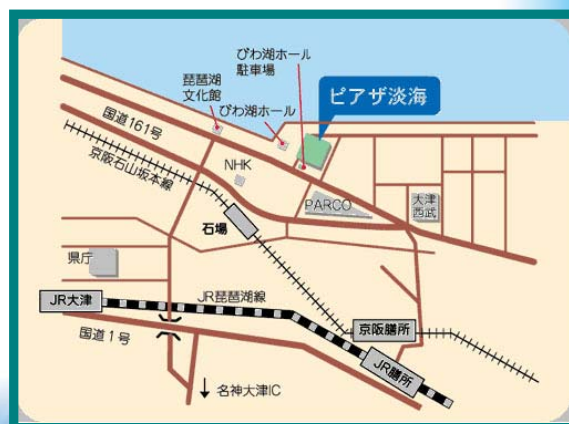 びわ湖ホール
駐車場
琵琶湖
文化館
びわ湖ホール
ピアザ淡海
国道161号
京阪石山坂本線
NHK
PARCO
大津
西武
石場
県庁
JR大津
JR琵琶湖線
国道1号
京阪膳所
JR膳所
名神大津IC